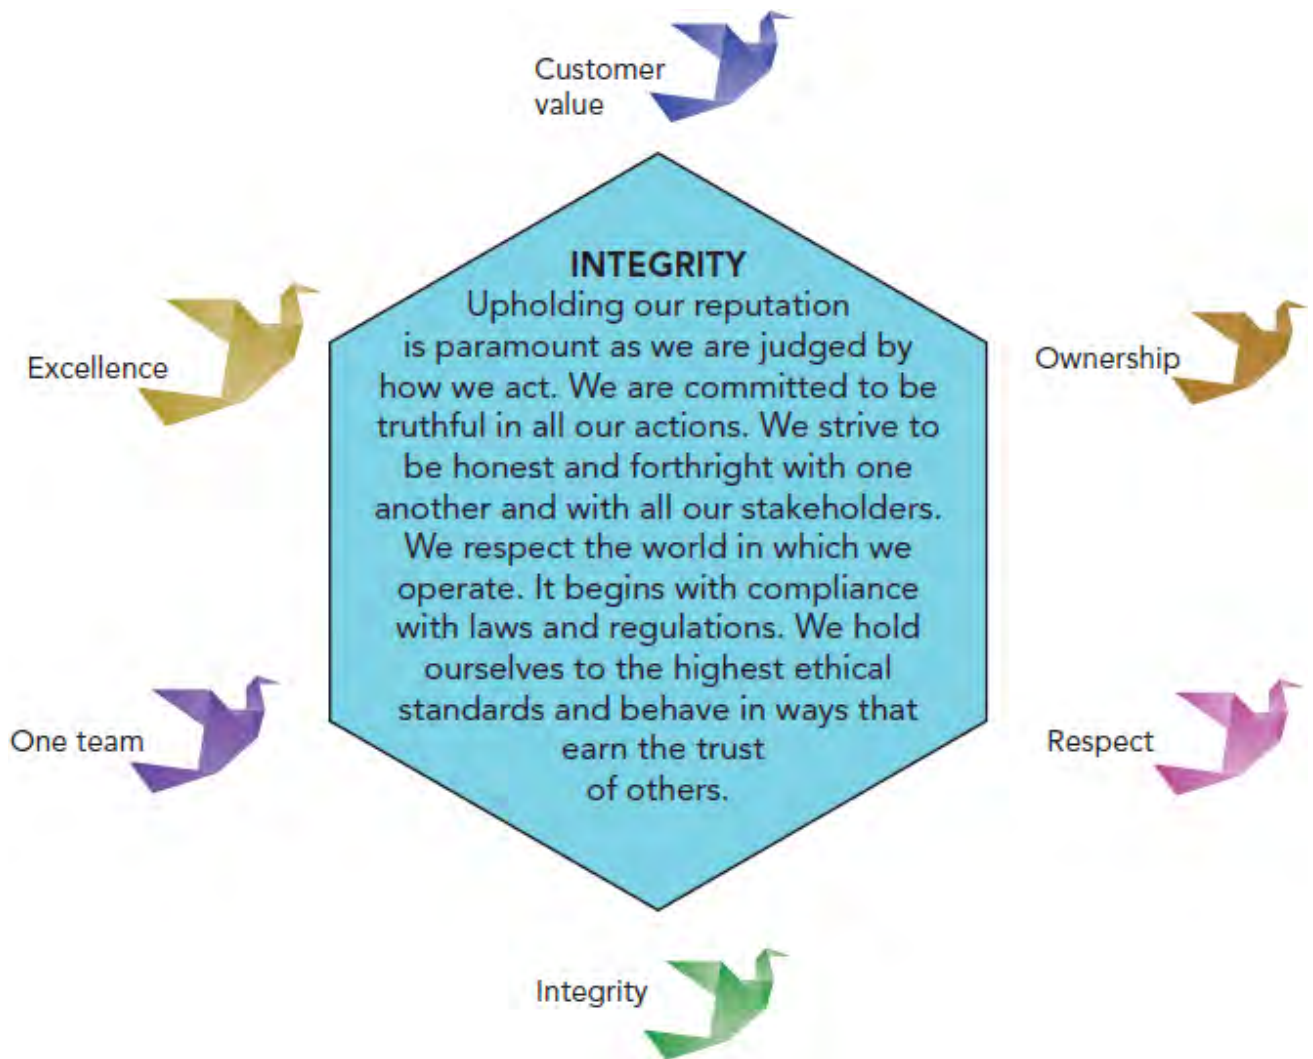 Customer
value
INTEGRITY
Upholding our reputation
is paramount as we are judged by
how we act. We are committed to be
truthful in all our actions. We strive to
be honest and forthright with one
another and with all our stakeholders.
We respect the world in which we
operate. It begins with compliance
with laws and regulations. We hold
ourselves to the highest ethical
standards and behave in ways that
earn the trust
of others.
Excellence
Ownership
One team
Respect
Integrity